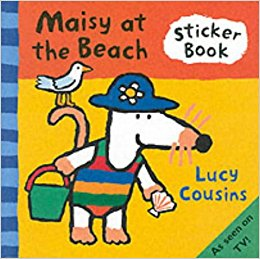 Maisy at
the Beach
Sticker
Book
Lucy
Cousins
As seen on
TV!